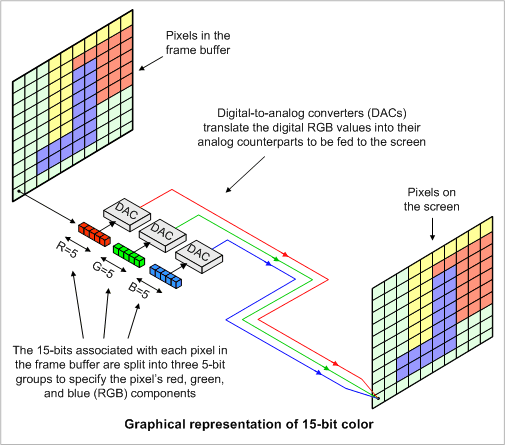 Pixels in the
frame buffer
Digital-to-analog converters (DACs)
translate the digital RGB values into their
analog counterparts to be fed to the screen
Pixels on
the screen
DAC
DAC
DAC
R=5
G=5
B=5
The 15-bits associated with each pixel in
the frame buffer are split into three 5-bit
groups to specify the pixel's red, green,
and blue (RGB) components
Graphical representation of 15-bit color